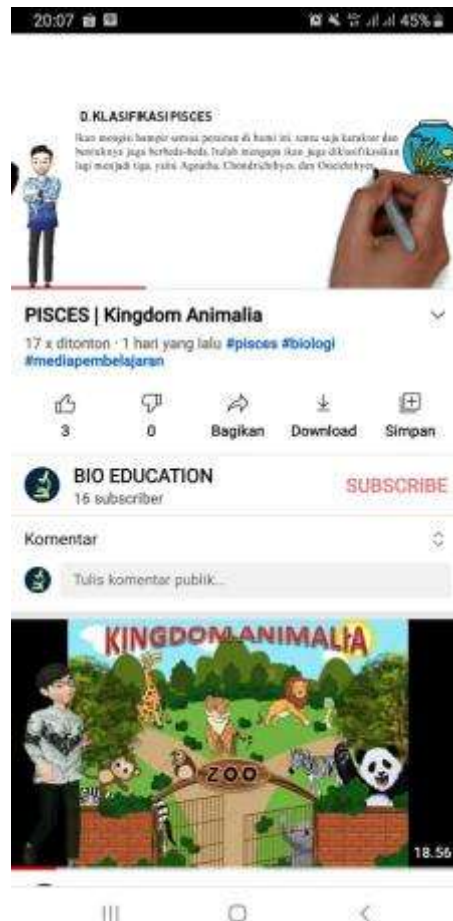 20:07
45%
D. KLASIFIKASI PISCES
Ikan mengisi hampir semua perairan di bumi ini, tentu saja karakter dan
bentuknya juga berbeda-beda. Itulah mengapa ikan juga diklasifikasikan
lagi menjadi tiga, yaitu Agnatha, Chondrichthyes, dan Osteichthyes
PISCES | Kingdom Animalia
17 x ditonton · 1 hari yang lalu #pisces #biologi
#mediapembelajaran
3 0 Bagikan Download Simpan
BIO EDUCATION
SUBSCRIBE
16 subscriber
Komentar
Tulis komentar publik...
KINGDOM ANIMALIA
ZOO
18.56